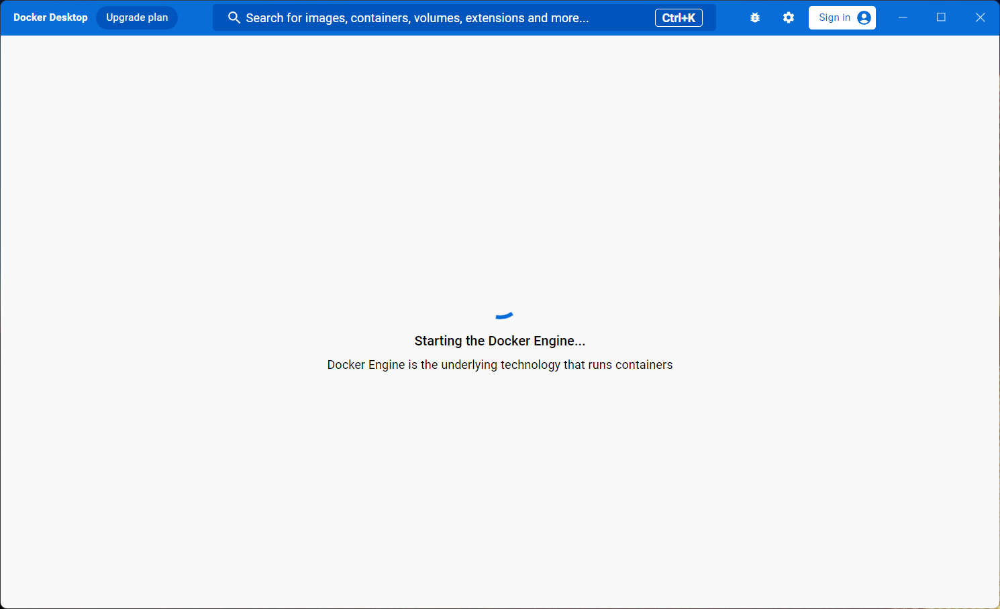 Docker Desktop Upgrade plan Search for images, containers, volumes, extensions and more... Ctrl+K Sign in
Starting the Docker Engine...
Docker Engine is the underlying technology that runs containers